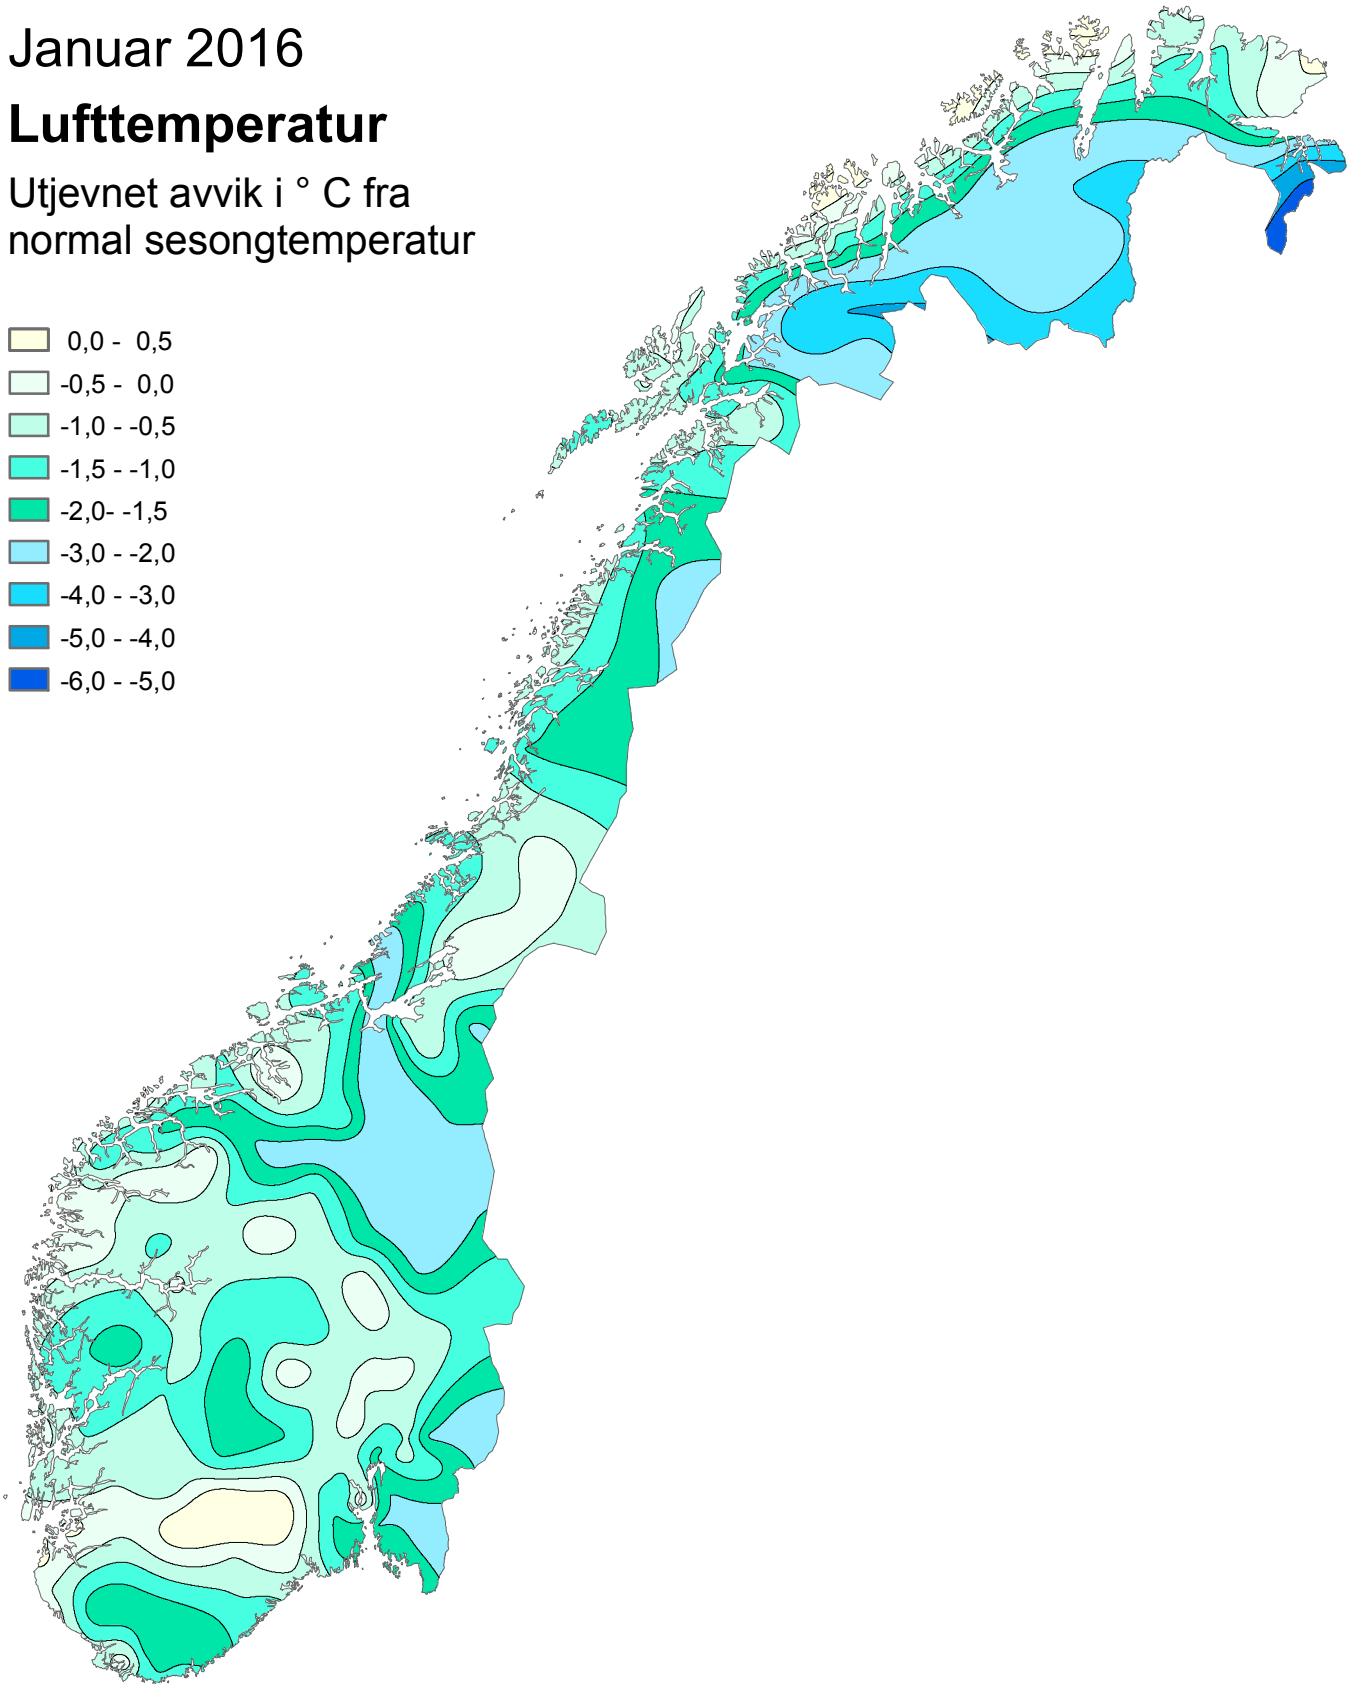 Januar 2016
Lufttemperatur
Utjevnet avvik i ° C fra
normal sesongtemperatur
0,0 - 0,5
-0,5 - 0,0
-1,0 - -0,5
-1,5 - -1,0
-2,0- -1,5
-3,0 - -2,0
-4,0 - -3,0
-5,0 - -4,0
-6,0 - -5,0